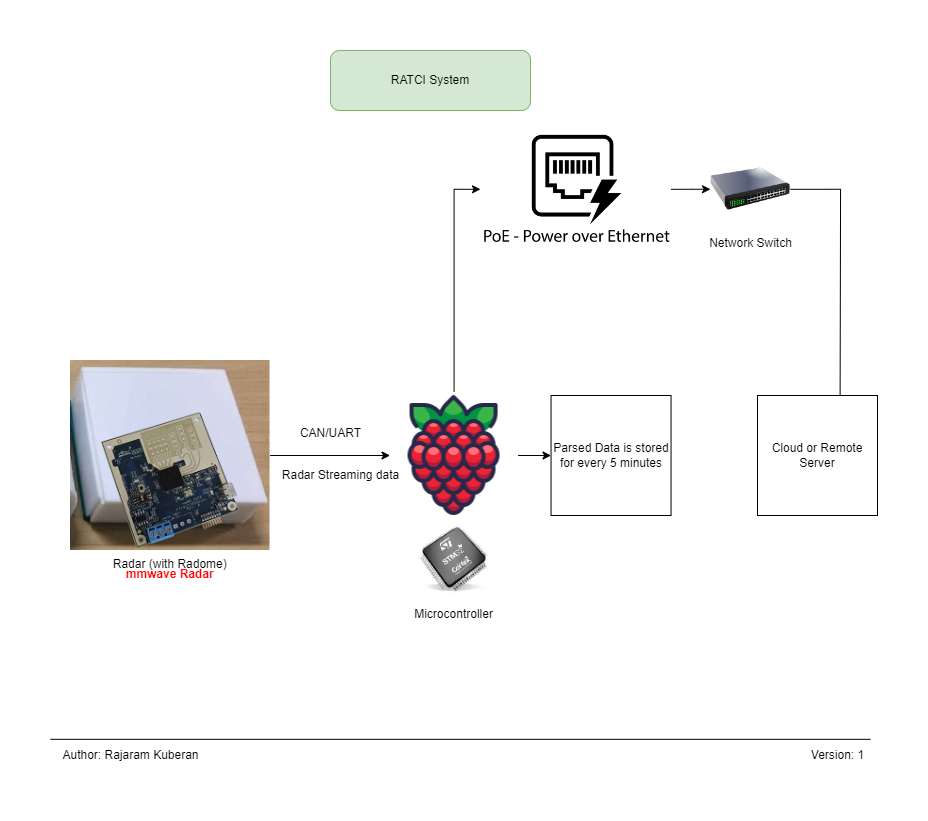 RATCI System
PoE - Power over Ethernet
Network Switch
CAN/UART
Radar Streaming data
Parsed Data is stored
for every 5 minutes
Cloud or Remote
Server
Radar (with Radome)
mmwave Radar
STM32
Cortex
Microcontroller
Author: Rajaram Kuberan
Version: 1